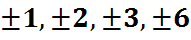 ±1, ±2, ±3, ±6